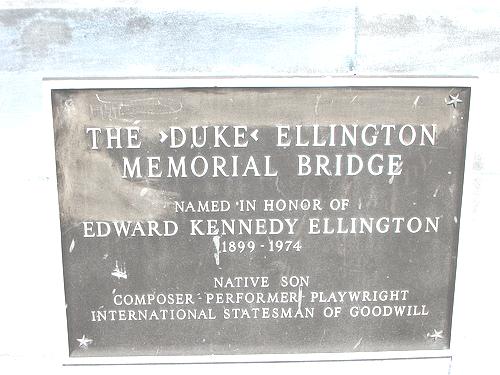 THE ›DUKE‹ ELLINGTON
MEMORIAL BRIDGE
NAMED IN HONOR OF
EDWARD KENNEDY ELLINGTON
1899-1974
NATIVE SON
COMPOSER-PERFORMER-PLAYWRIGHT
INTERNATIONAL STATESMAN OF GOODWILL